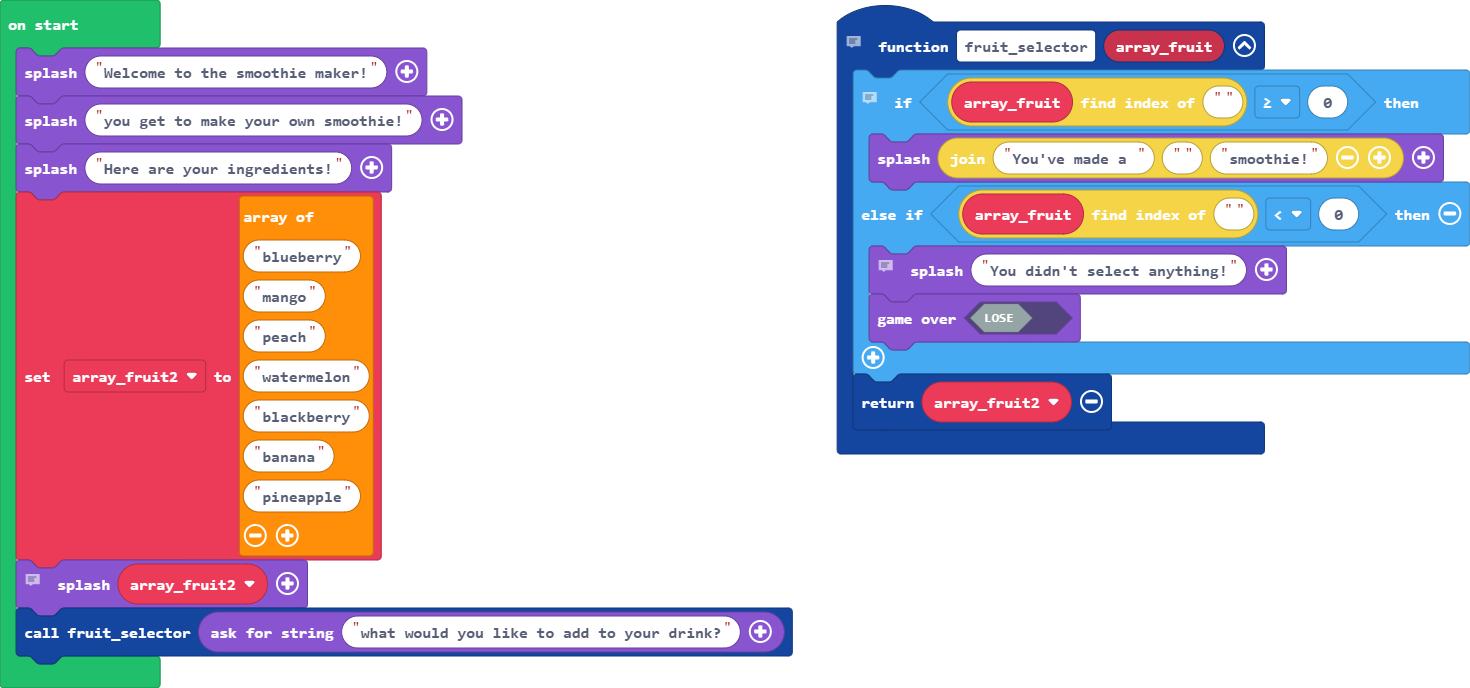 on start
splash "Welcome to the smoothie maker!"
splash "you get to make your own smoothie!"
splash "Here are your ingredients!"
set array_fruit2 to
array of
"blueberry"
"mango"
"peach"
"watermelon"
"blackberry"
"banana"
"pineapple"
splash array_fruit2
call fruit_selector ask for string "what would you like to add to your drink?"
function fruit_selector array_fruit
if array_fruit find index of "" ≥ 0 then
splash join "You've made a " "" "smoothie!"
else if array_fruit find index of "" < 0 then
splash "You didn't select anything!"
game over LOSE
return array_fruit2